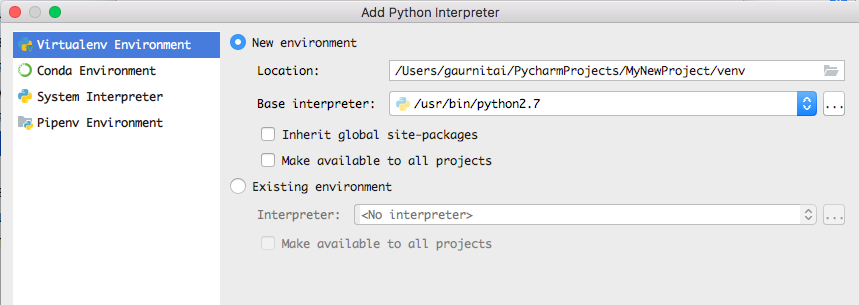 Add Python Interpreter
Virtualenv Environment
Conda Environment
System Interpreter
Pipenv Environment
New environment
Location: /Users/gaurnitai/PycharmProjects/MyNewProject/venv
Base interpreter: /usr/bin/python2.7 ...
Inherit global site-packages
Make available to all projects
Existing environment
Interpreter: <No interpreter> ...
Make available to all projects